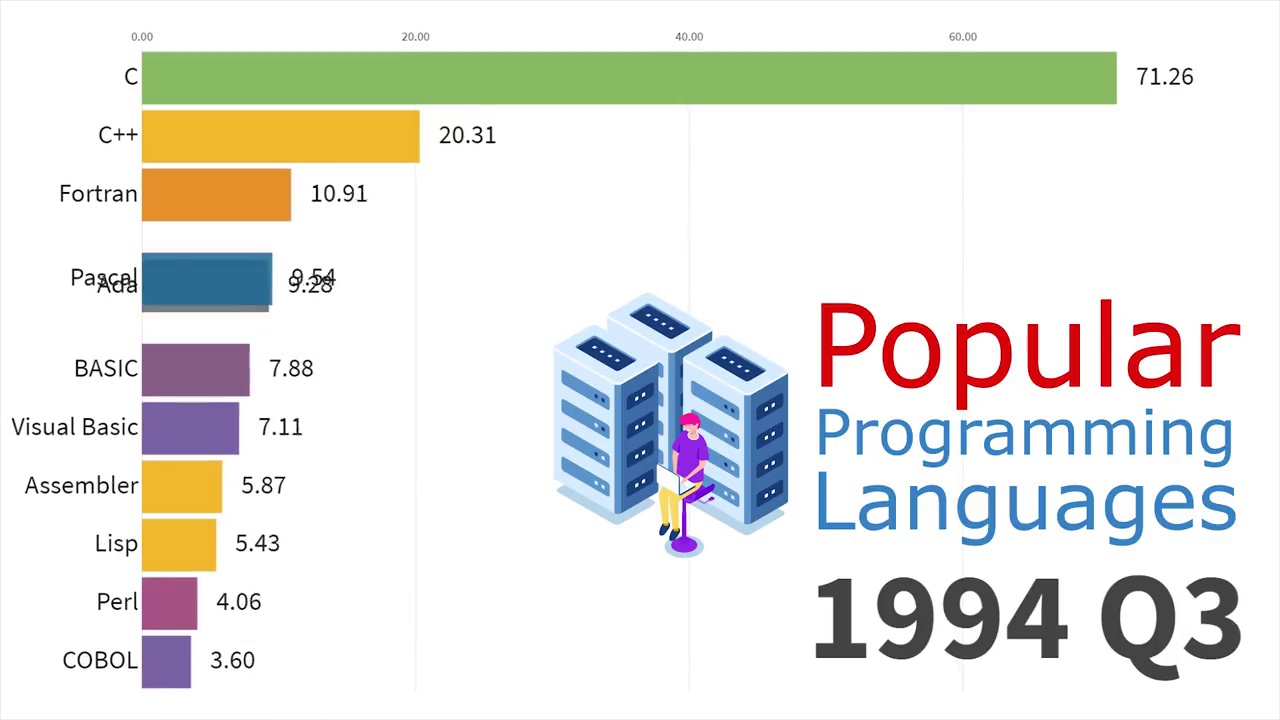 0.00 20.00 40.00 60.00
C 71.26
C++ 20.31
Fortran 10.91
Pascal 9.54
Ada 9.28
BASIC 7.88
Visual Basic 7.11
Assembler 5.87
Lisp 5.43
Perl 4.06
COBOL 3.60
Popular
Programming
Languages
1994 Q3